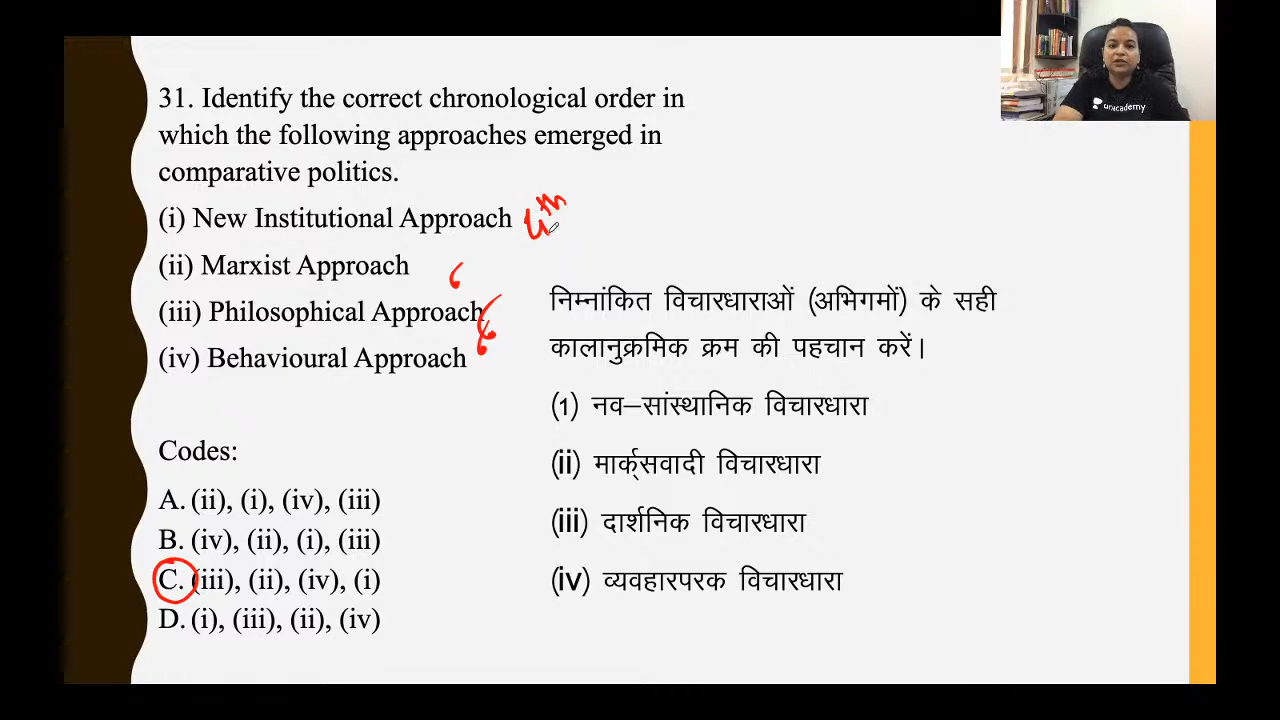 31. Identify the correct chronological order in
which the following approaches emerged in
comparative politics.
(i) New Institutional Approach 4th
(ii) Marxist Approach
(iii) Philosophical Approach
(iv) Behavioural Approach
Codes:
A. (ii), (i), (iv), (iii)
B. (iv), (ii), (i), (iii)
C. (iii), (ii), (iv), (i)
D. (i), (iii), (ii), (iv)
निम्नांकित विचारधाराओं (अभिगमों) के सही
कालानुक्रमिक क्रम की पहचान करें।
(1) नव–सांस्थानिक विचारधारा
(ii) मार्क्सवादी विचारधारा
(iii) दार्शनिक विचारधारा
(iv) व्यवहारपरक विचारधारा
unacademy